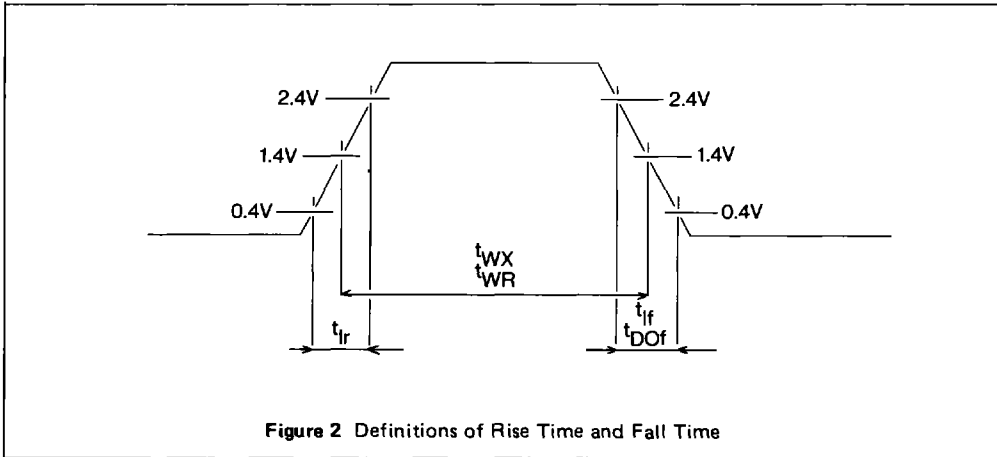 2.4V 2.4V
1.4V 1.4V
0.4V 0.4V
tWX
tWR
tIf
tIr tDOf
Figure 2 Definitions of Rise Time and Fall Time